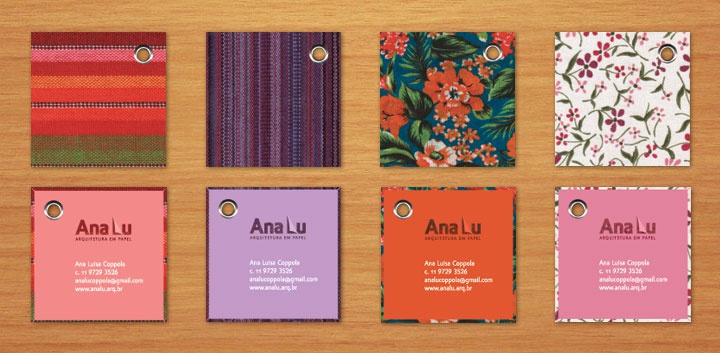 AnaLu
ARQUITETURA EM PAPEL
Ana Luisa Coppola
c. 11 9729 3526
analucoppola@gmail.com
www.analu.arq.br
AnaLu
ARQUITETURA EM PAPEL
Ana Luisa Coppola
c. 11 9729 3526
analucoppola@gmail.com
www.analu.arq.br
AnaLu
ARQUITETURA EM PAPEL
Ana Luisa Coppola
c. 11 9729 3526
analucoppola@gmail.com
www.analu.arq.br
AnaLu
ARQUITETURA EM PAPEL
Ana Luisa Coppola
c. 11 9729 3526
analucoppola@gmail.com
www.analu.arq.br